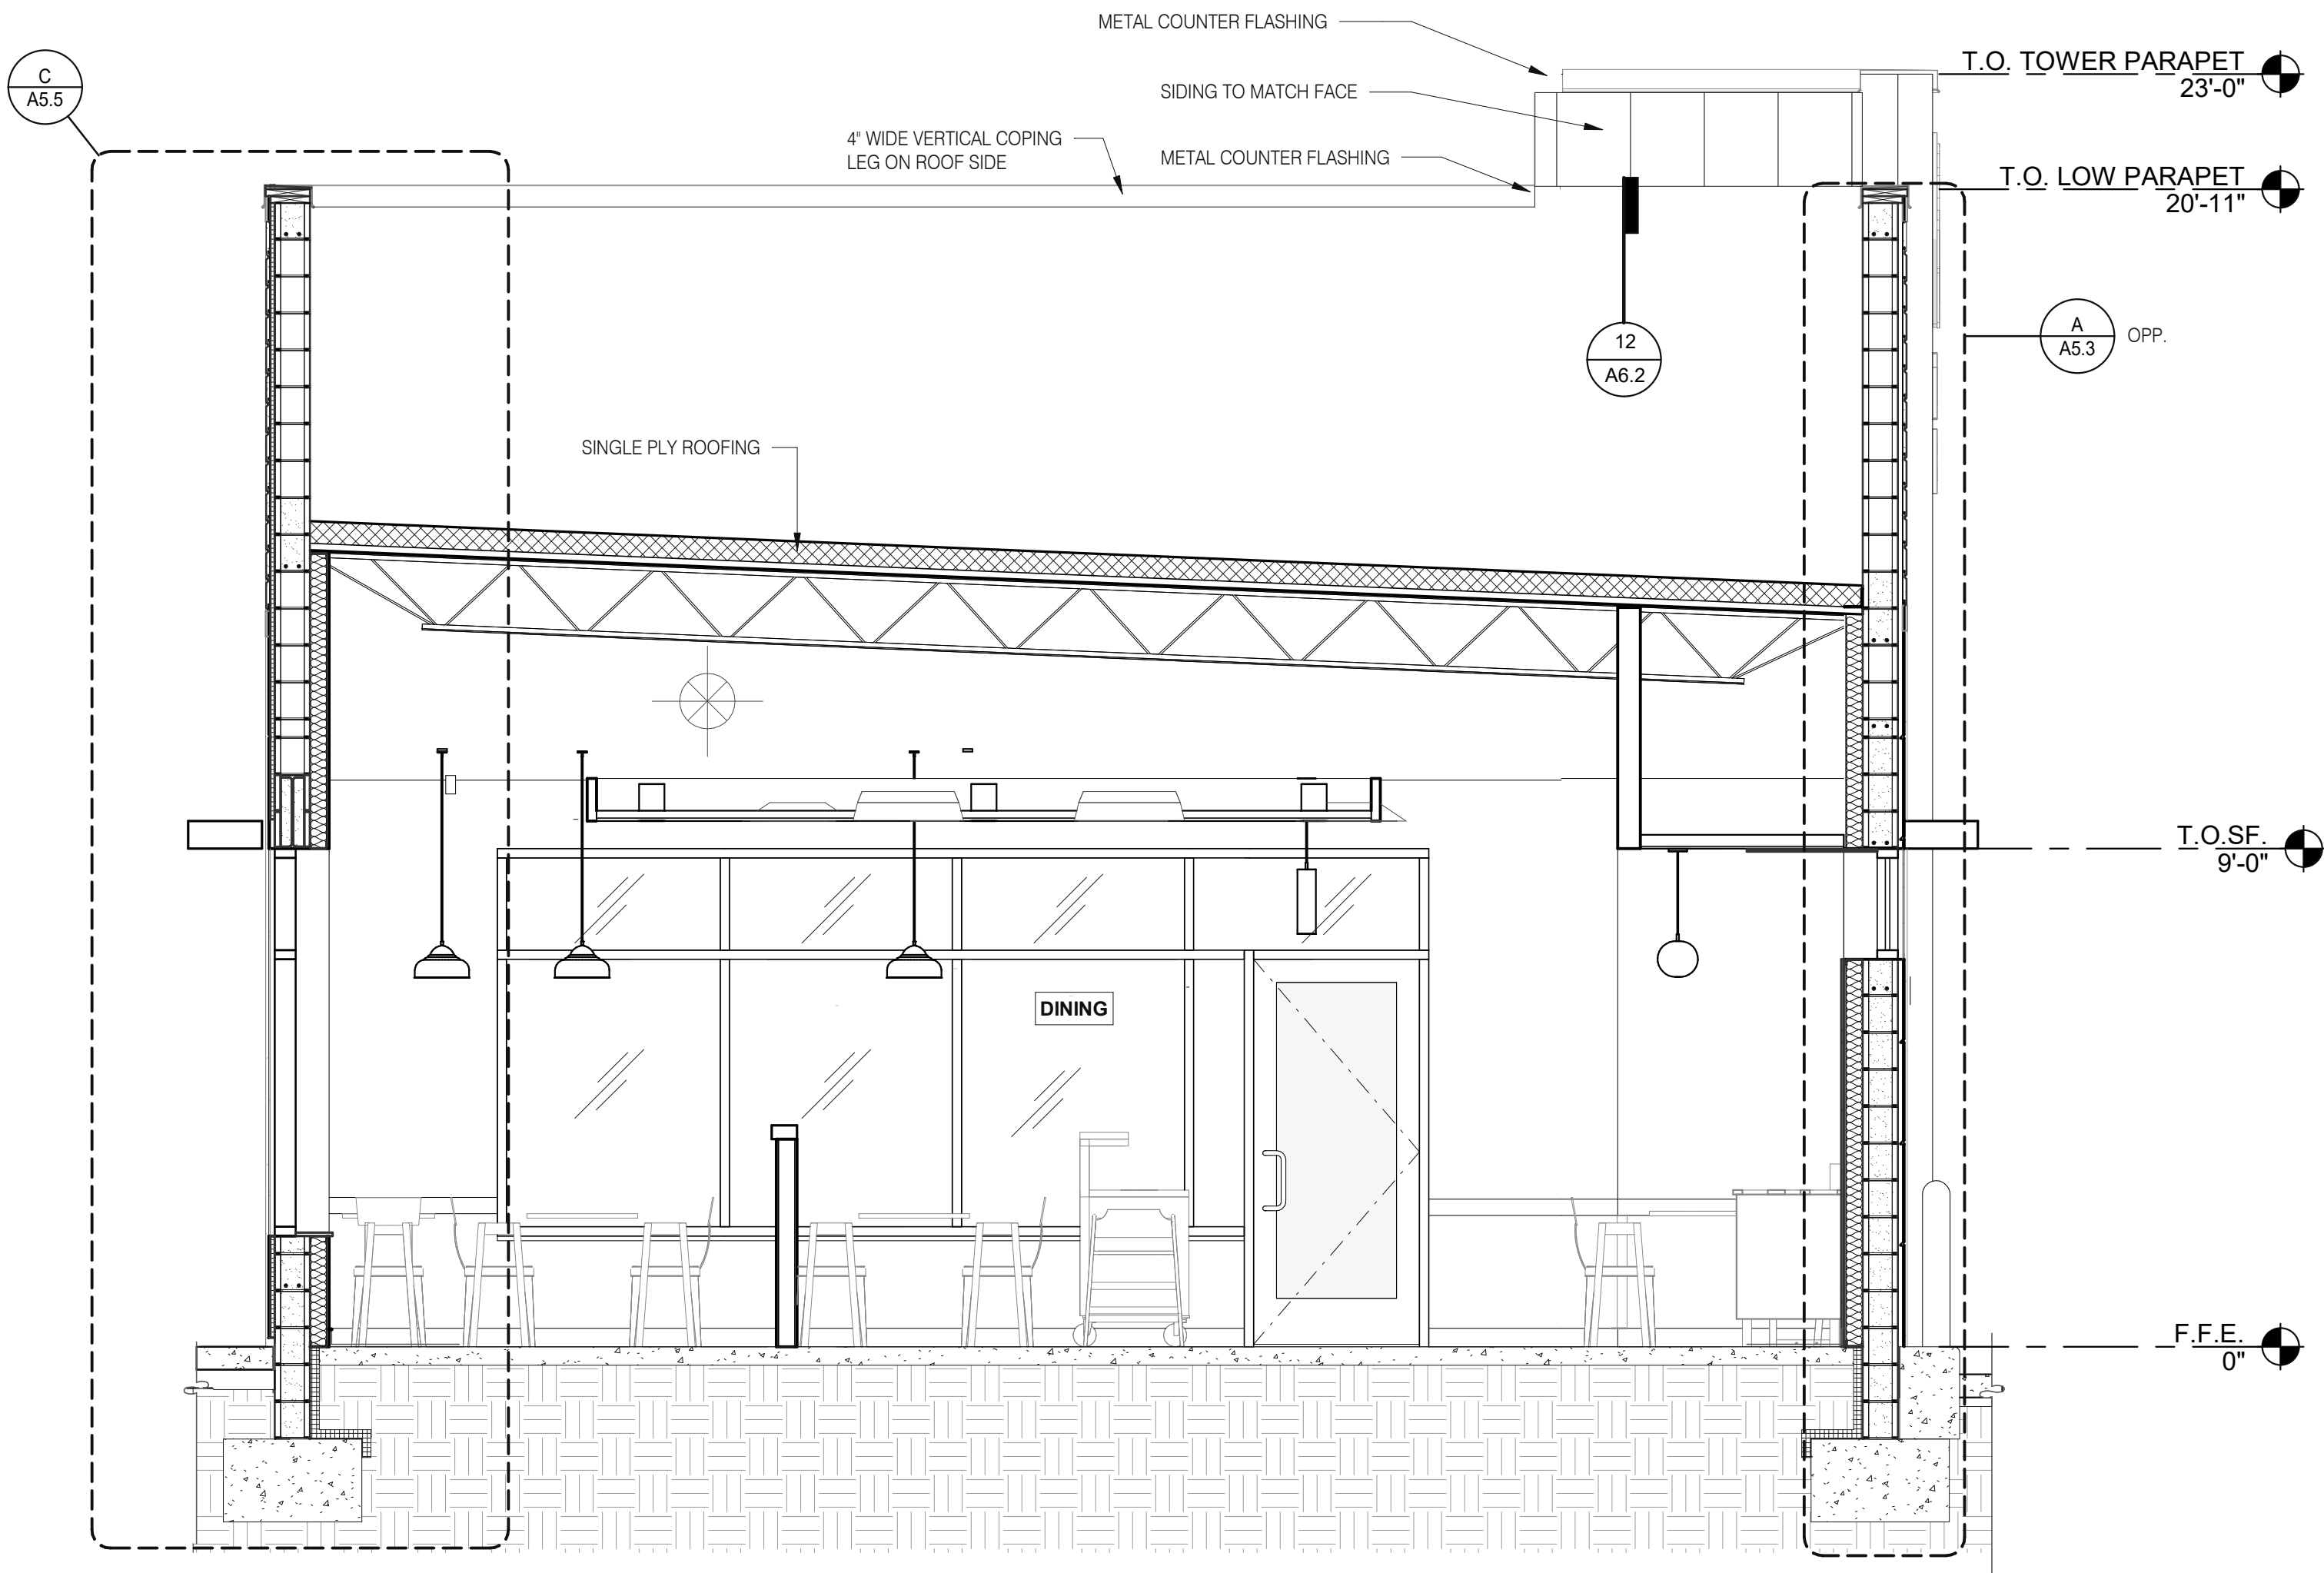 METAL COUNTER FLASHING
T.O. TOWER PARAPET
23'-0"
C
A5.5
SIDING TO MATCH FACE
4" WIDE VERTICAL COPING
LEG ON ROOF SIDE
METAL COUNTER FLASHING
T.O. LOW PARAPET
20'-11"
12
A6.2
A
A5.3
OPP.
SINGLE PLY ROOFING
T.O.SF.
9'-0"
DINING
F.F.E.
0"